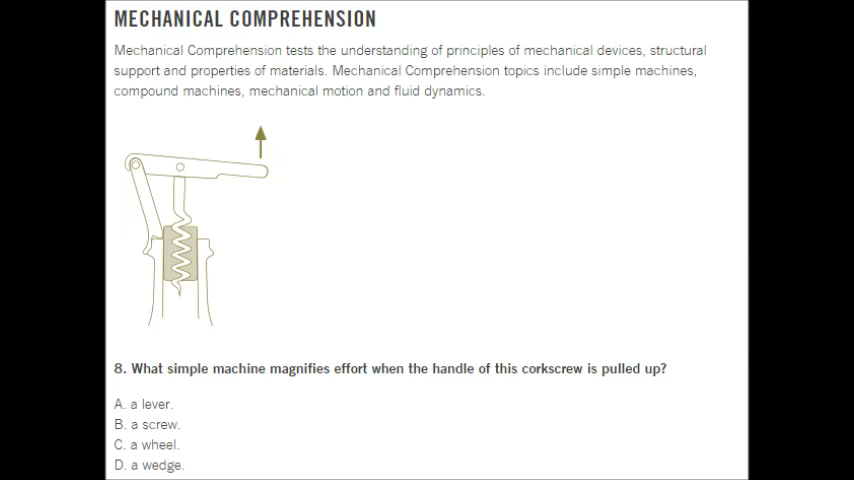 MECHANICAL COMPREHENSION
Mechanical Comprehension tests the understanding of principles of mechanical devices, structural
support and properties of materials. Mechanical Comprehension topics include simple machines,
compound machines, mechanical motion and fluid dynamics.
8. What simple machine magnifies effort when the handle of this corkscrew is pulled up?
A. a lever.
B. a screw.
C. a wheel.
D. a wedge.